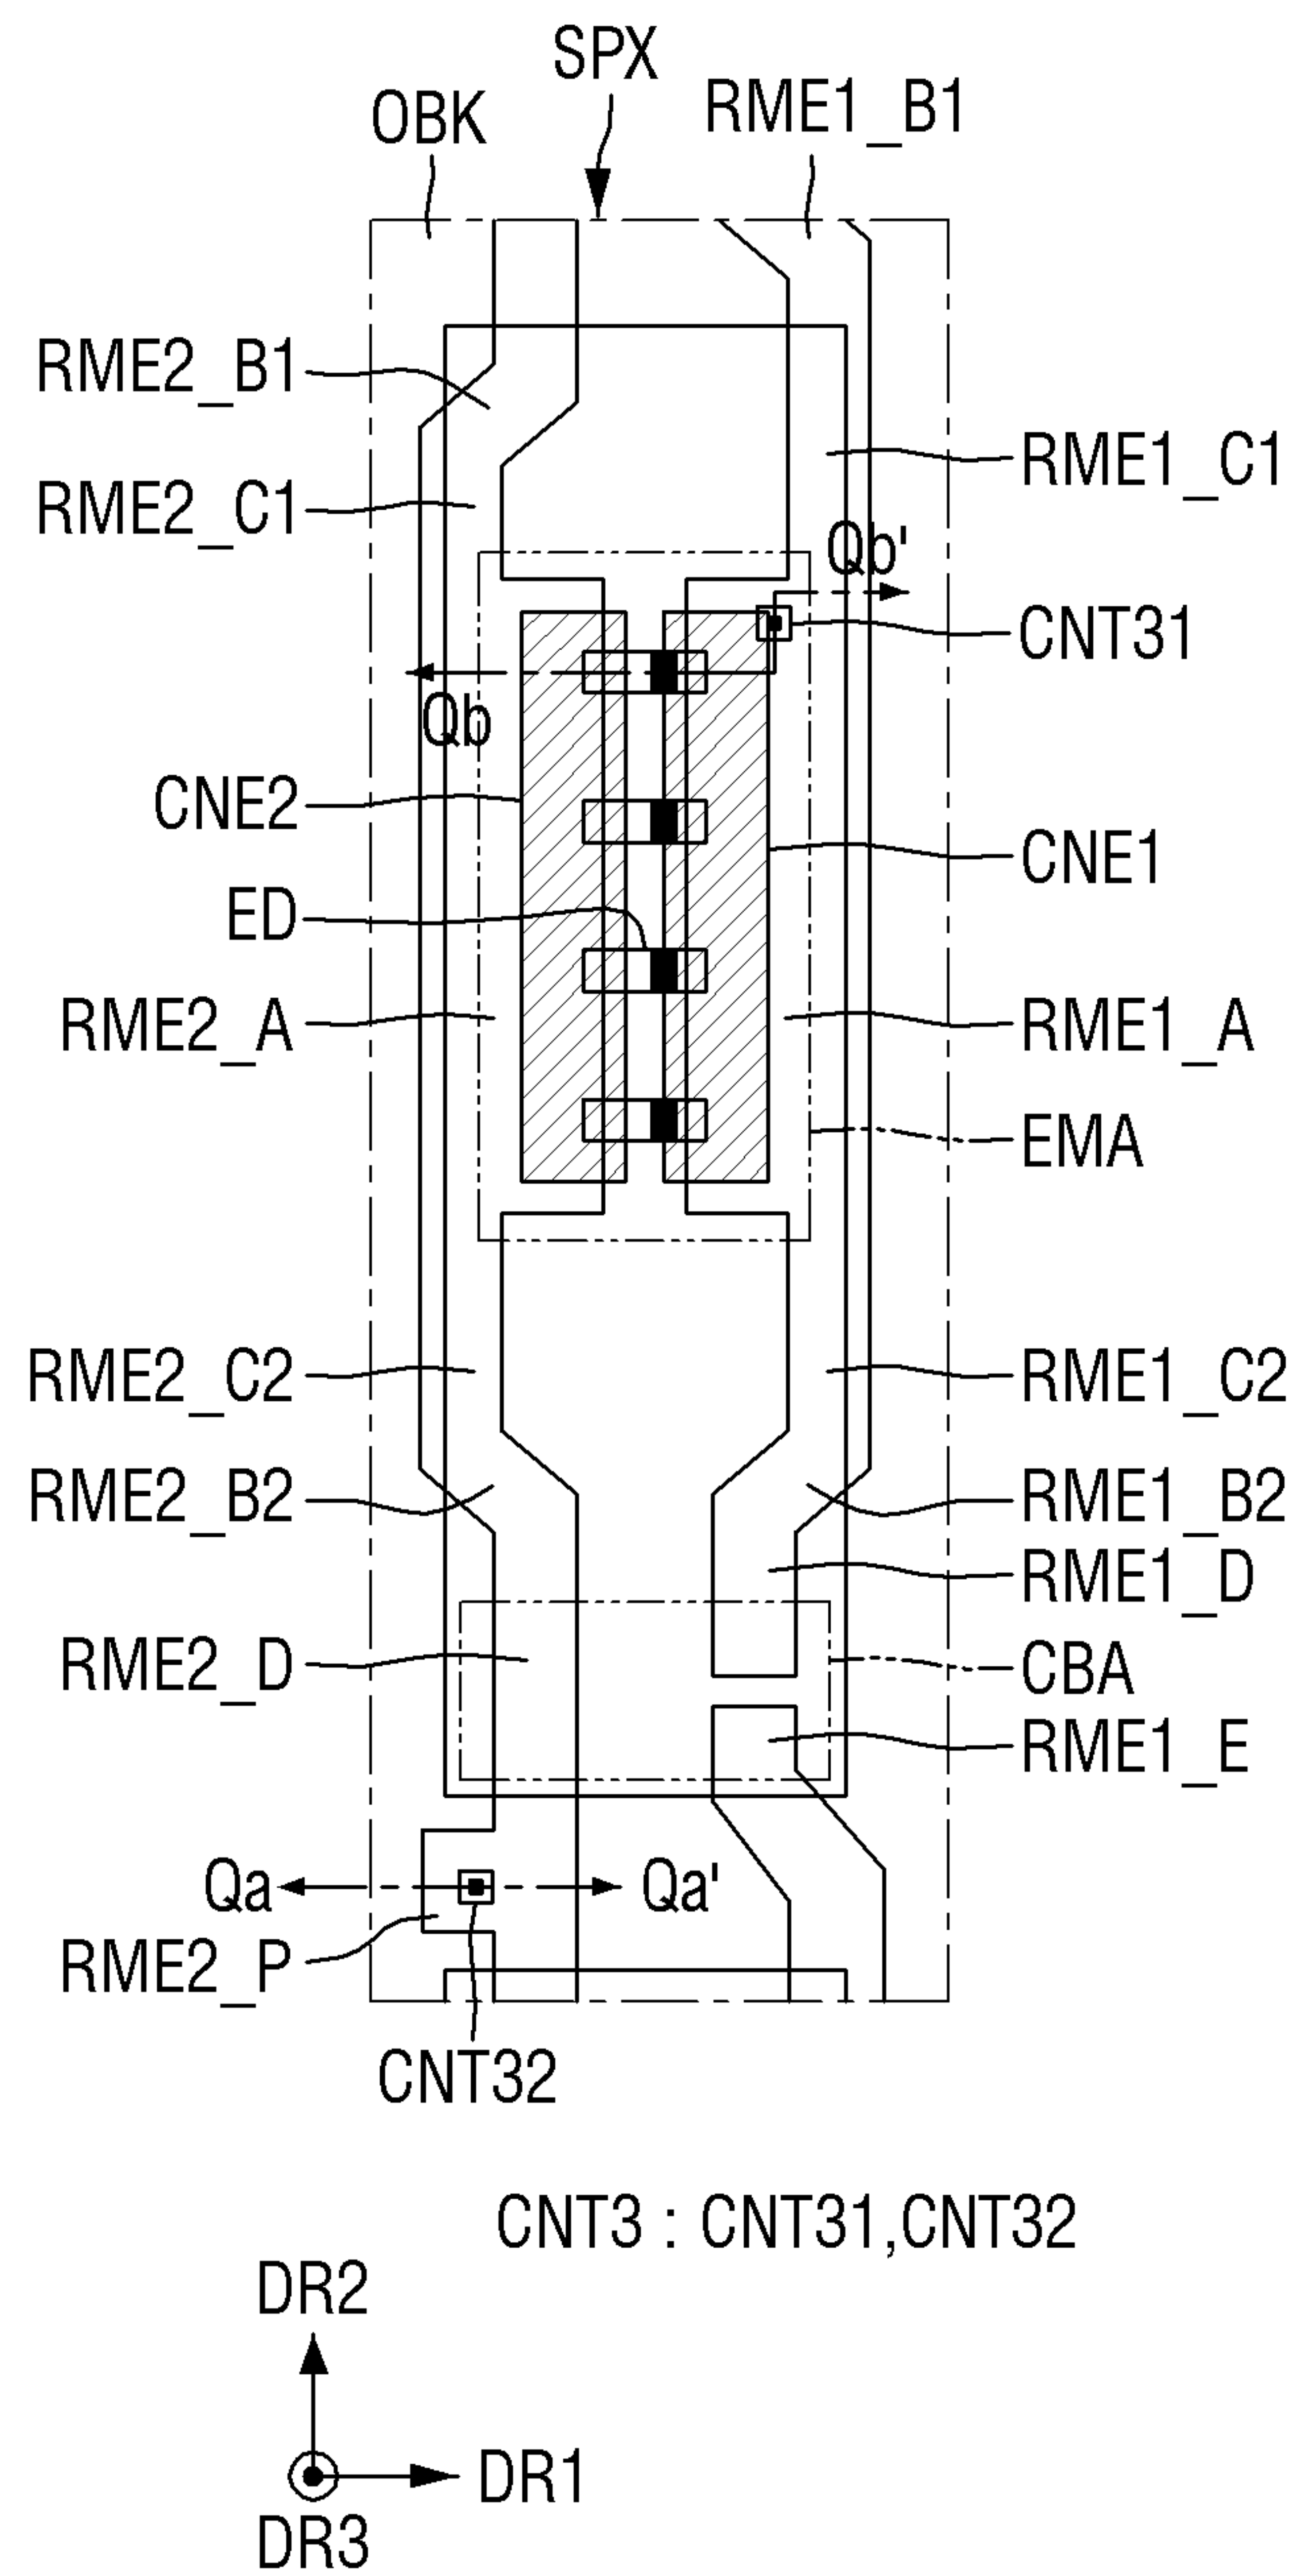 SPX
OBK
RME1_B1
RME2_B1
RME1_C1
RME2_C1
Qb'
CNT31
Qb
CNE2
CNE1
ED
RME2_A
RME1_A
EMA
RME2_C2
RME1_C2
RME2_B2
RME1_B2
RME1_D
RME2_D
CBA
RME1_E
Qa
Qa'
RME2_P
CNT32
CNT3 : CNT31,CNT32
DR2
DR1
DR3